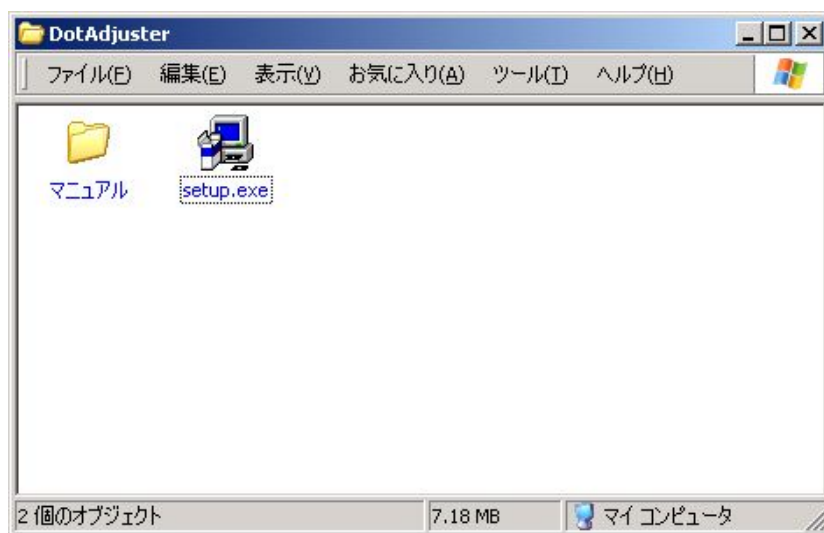 DotAdjuster
ファイル(F) 編集(E) 表示(V) お気に入り(A) ツール(T) ヘルプ(H)
マニュアル setup.exe
2 個のオブジェクト 7.18 MB マイ コンピュータ